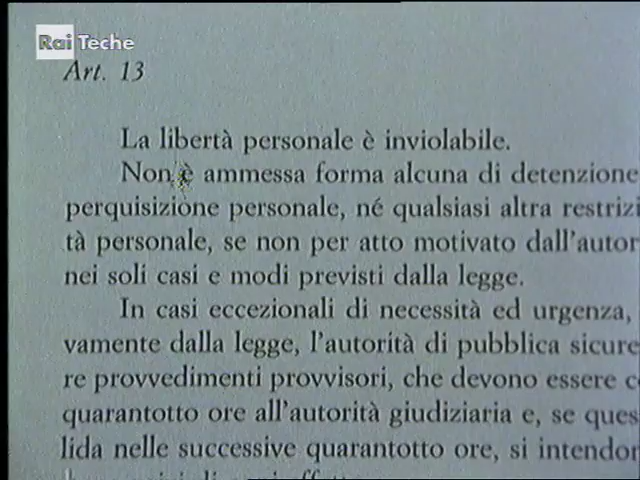 Rai Teche
Art. 13
La libertà personale è inviolabile.
Non è ammessa forma alcuna di detenzione
perquisizione personale, né qualsiasi altra restrizi
tà personale, se non per atto motivato dall'autor
nei soli casi e modi previsti dalla legge.
In casi eccezionali di necessità ed urgenza,
vamente dalla legge, l'autorità di pubblica sicure
re provvedimenti provvisori, che devono essere c
quarantotto ore all'autorità giudiziaria e, se ques
lida nelle successive quarantotto ore, si intendon